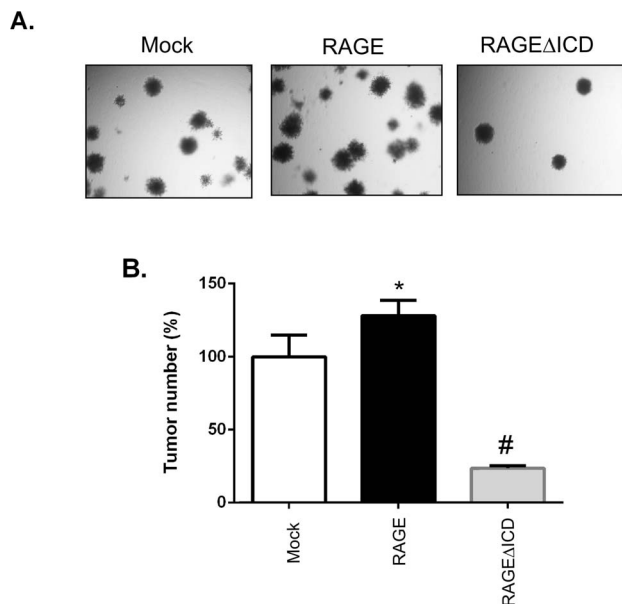 A.
Mock RAGE RAGEΔICD
B.
Tumor number (%)
150
100
50
0
*
#
Mock
RAGE
RAGEΔICD